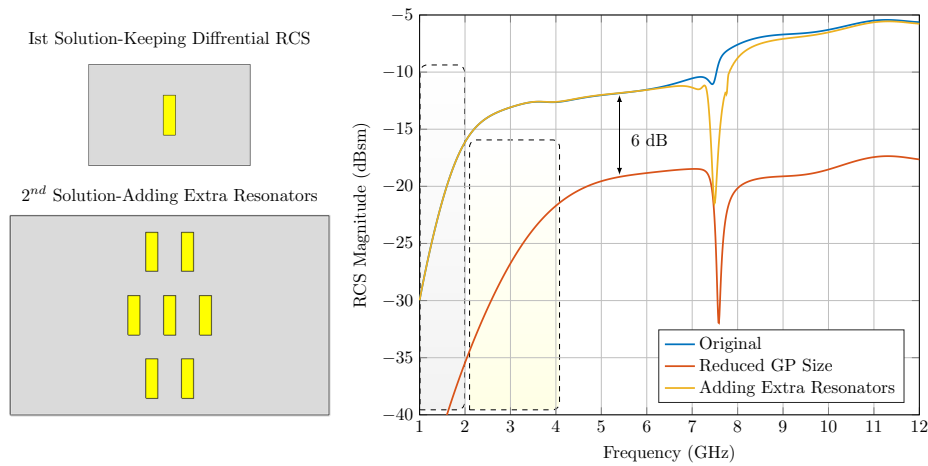 Ist Solution-Keeping Diffrential RCS
2nd Solution-Adding Extra Resonators
RCS Magnitude (dBsm)
−5
−10
−15
−20
−25
−30
−35
−40
6 dB
Original
Reduced GP Size
Adding Extra Resonators
1 2 3 4 5 6 7 8 9 10 11 12
Frequency (GHz)